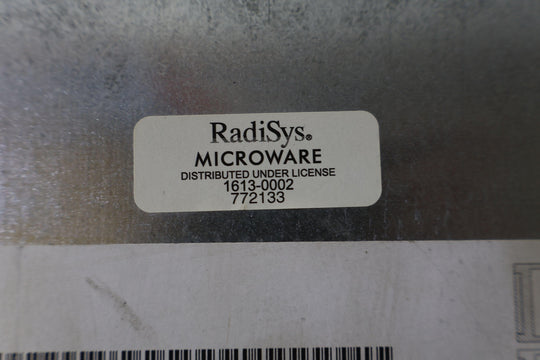 RadiSys®
MICROWARE
DISTRIBUTED UNDER LICENSE
1613-0002
772133